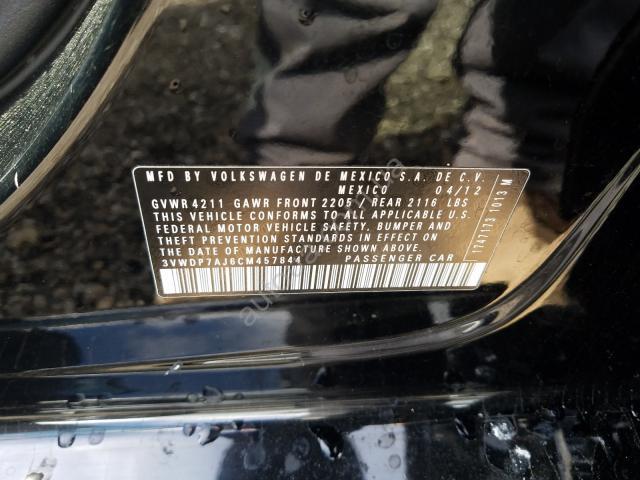 MFD BY VOLKSWAGEN DE MEXICO S.A. DE C.V.
MEXICO 04/12
GVWR 4211 GAWR FRONT 2205 / REAR 2116 LBS
THIS VEHICLE CONFORMS TO ALL APPLICABLE U.S.
FEDERAL MOTOR VEHICLE SAFETY, BUMPER AND
THEFT PREVENTION STANDARDS IN EFFECT ON
THE DATE OF MANUFACTURE SHOWN ABOVE.
3VWDP7AJ6CM457844 PASSENGER CAR
1747113 1013 M